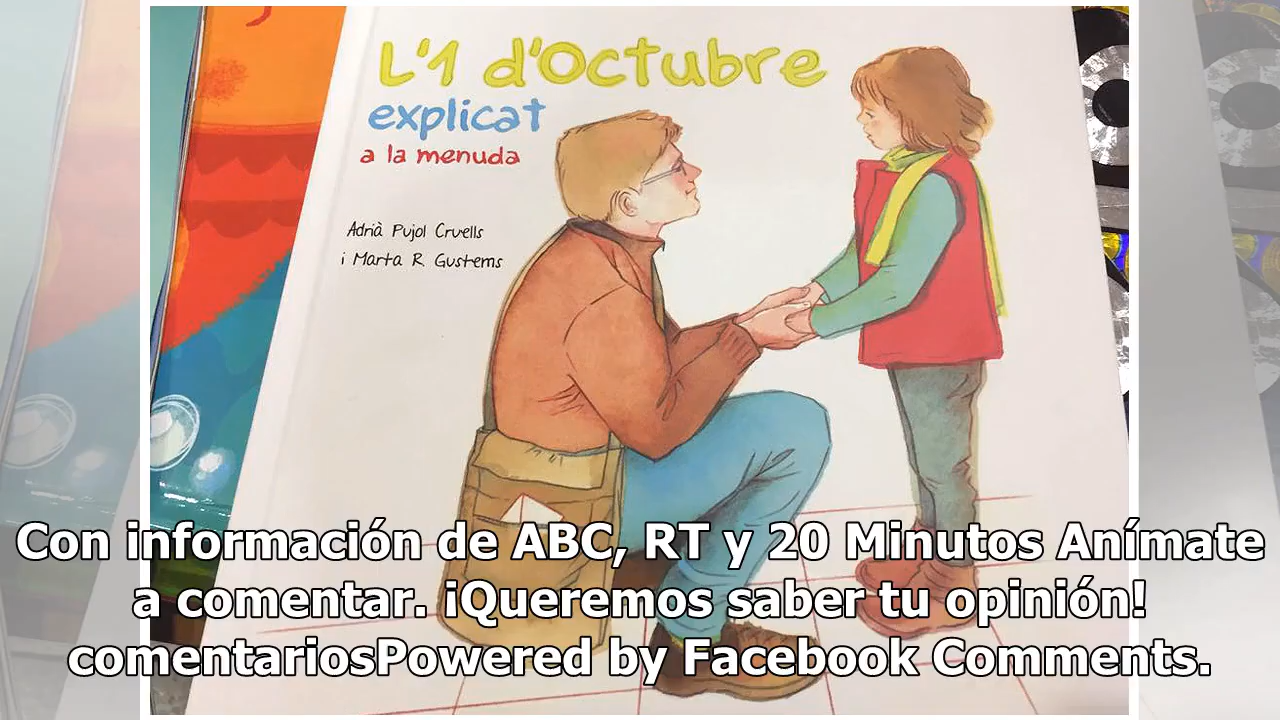 L'1 d'Octubre
explicat
a la menuda
Adrià Pujol Cruells
i Marta R. Gustems
Con información de ABC, RT y 20 Minutos Anímate
a comentar. ¡Queremos saber tu opinión!
comentariosPowered by Facebook Comments.